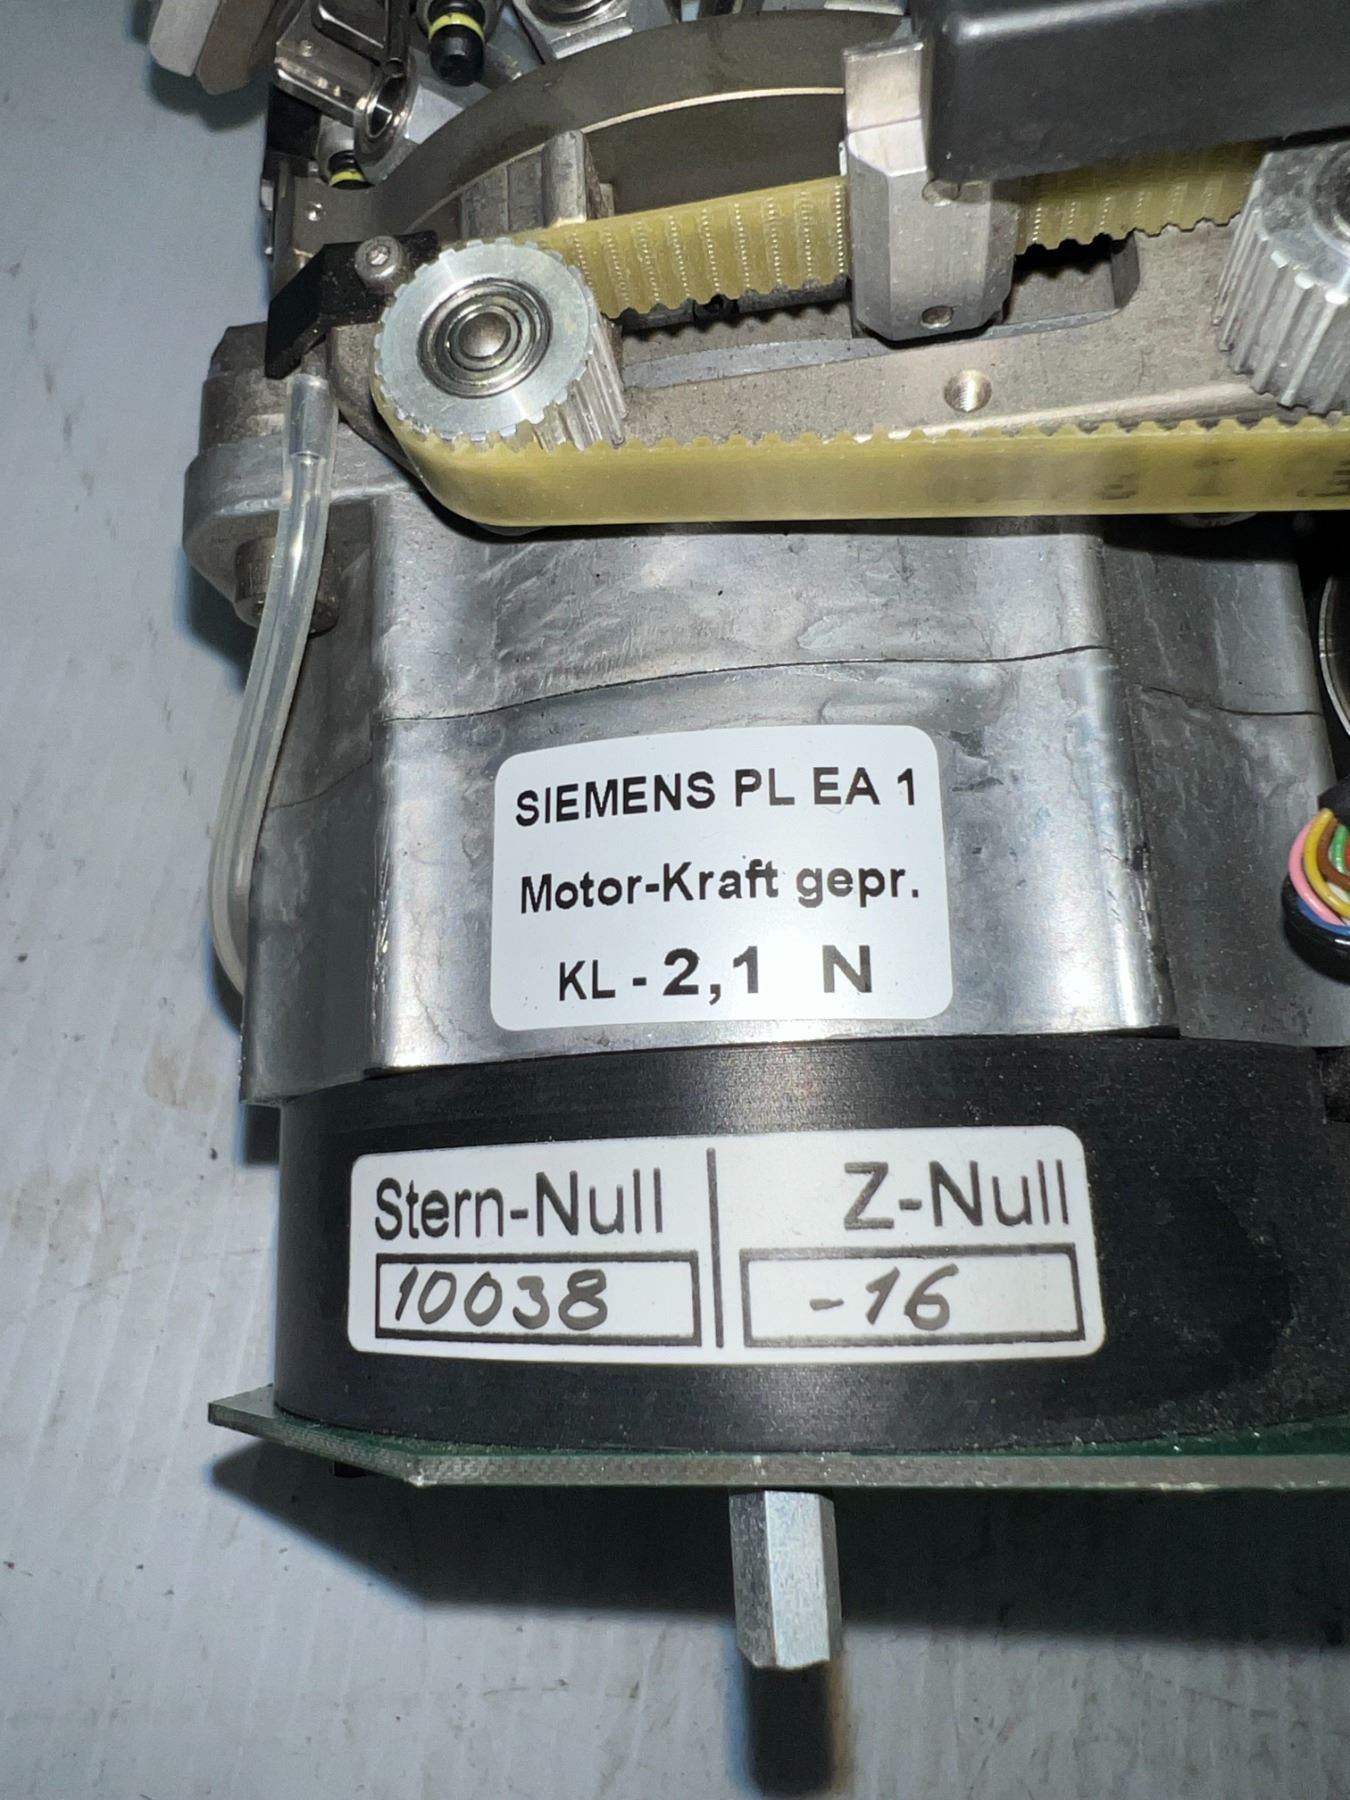 SIEMENS PL EA 1
Motor-Kraft gepr.
KL - 2,1 N
Stern-Null
Z-Null
10038
-16